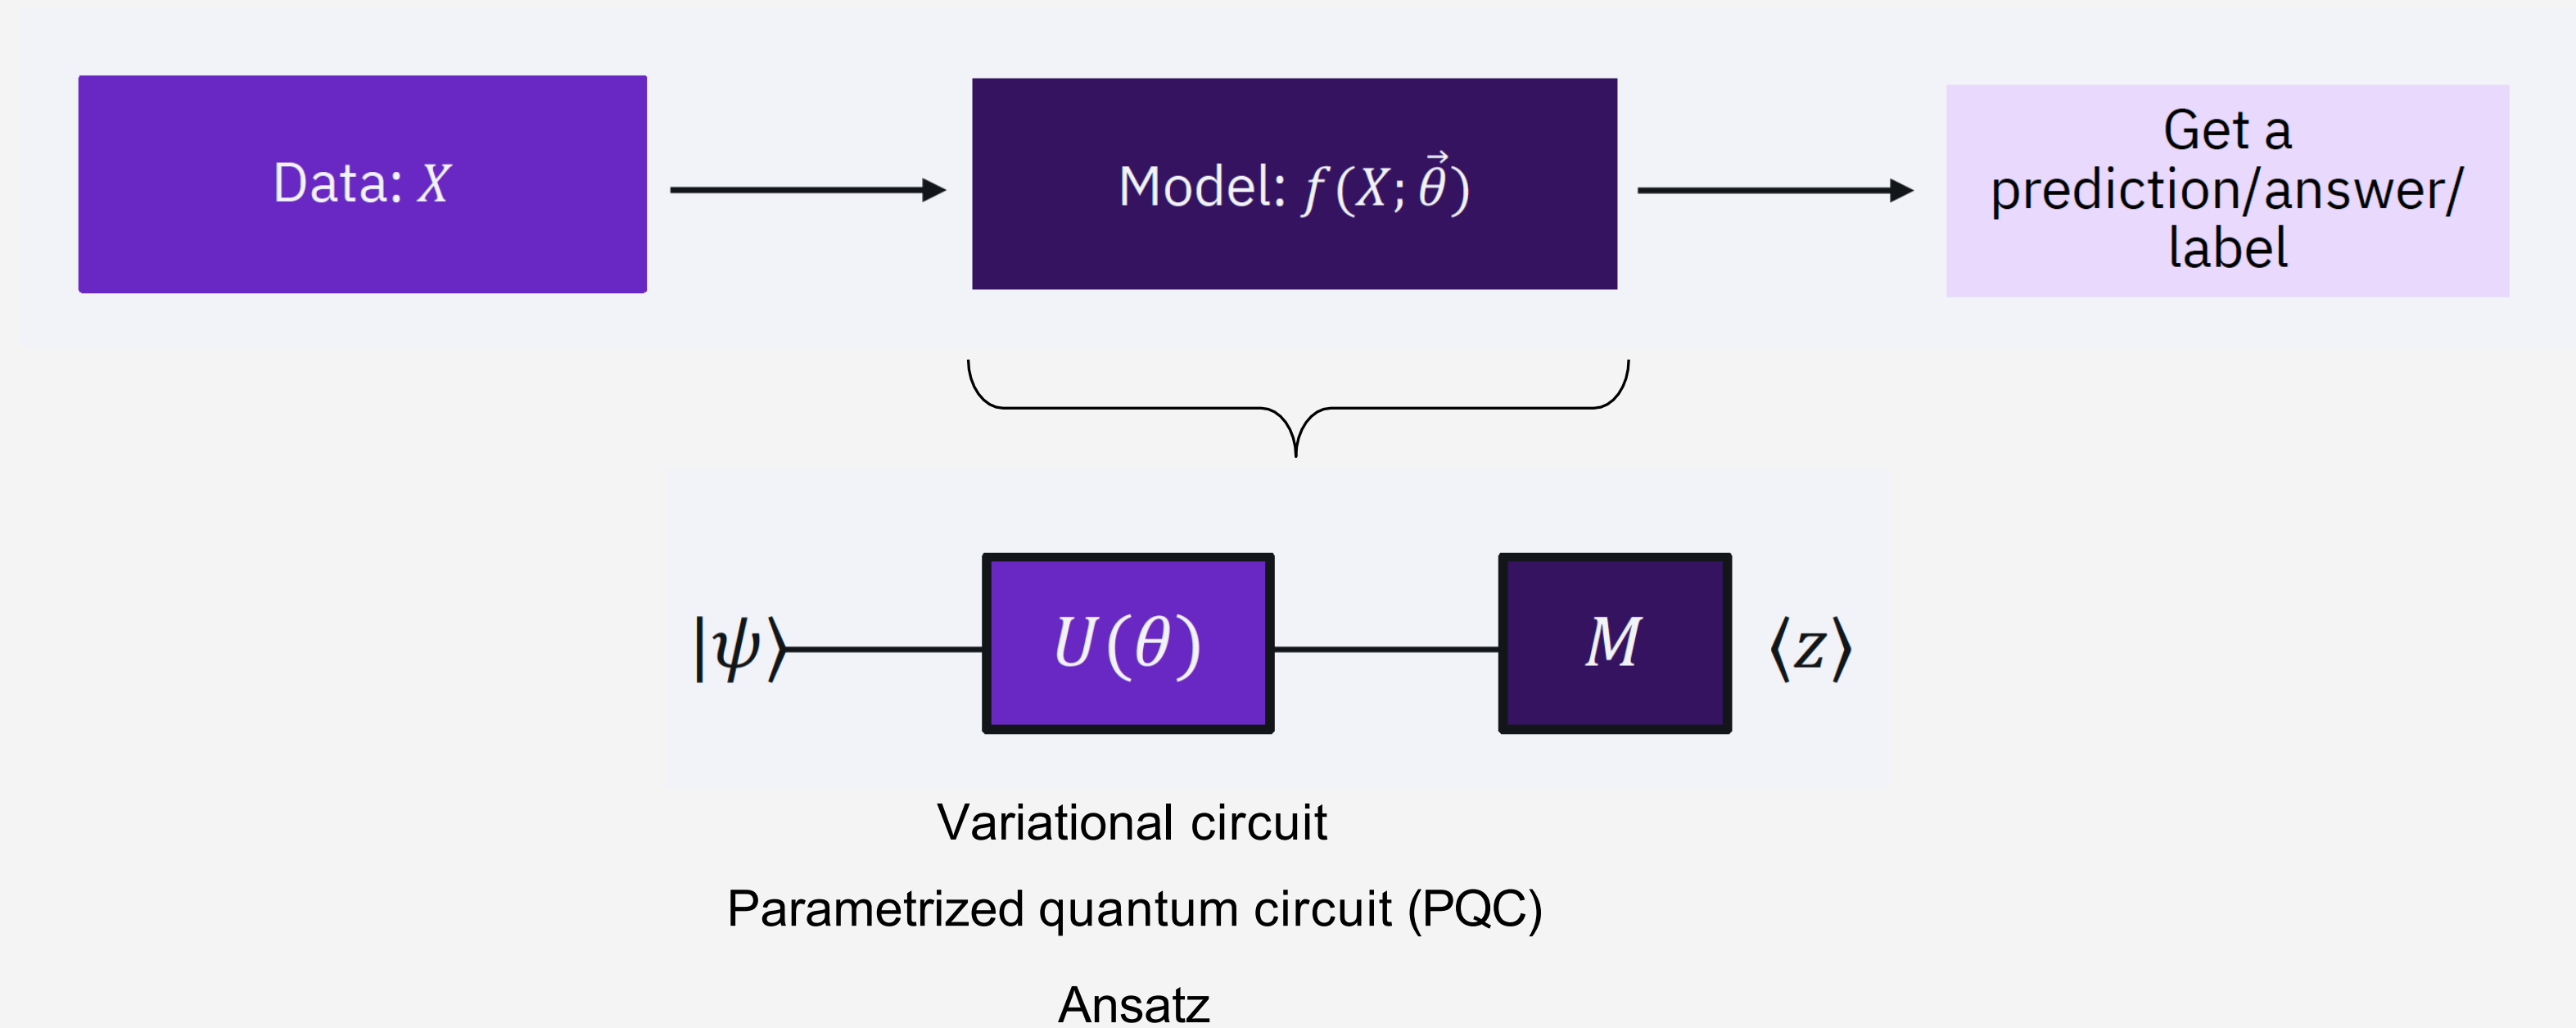 Data: X
Model: f(X; θ⃗)
Get a
prediction/answer/
label
|ψ⟩
U(θ)
M
⟨z⟩
Variational circuit
Parametrized quantum circuit (PQC)
Ansatz